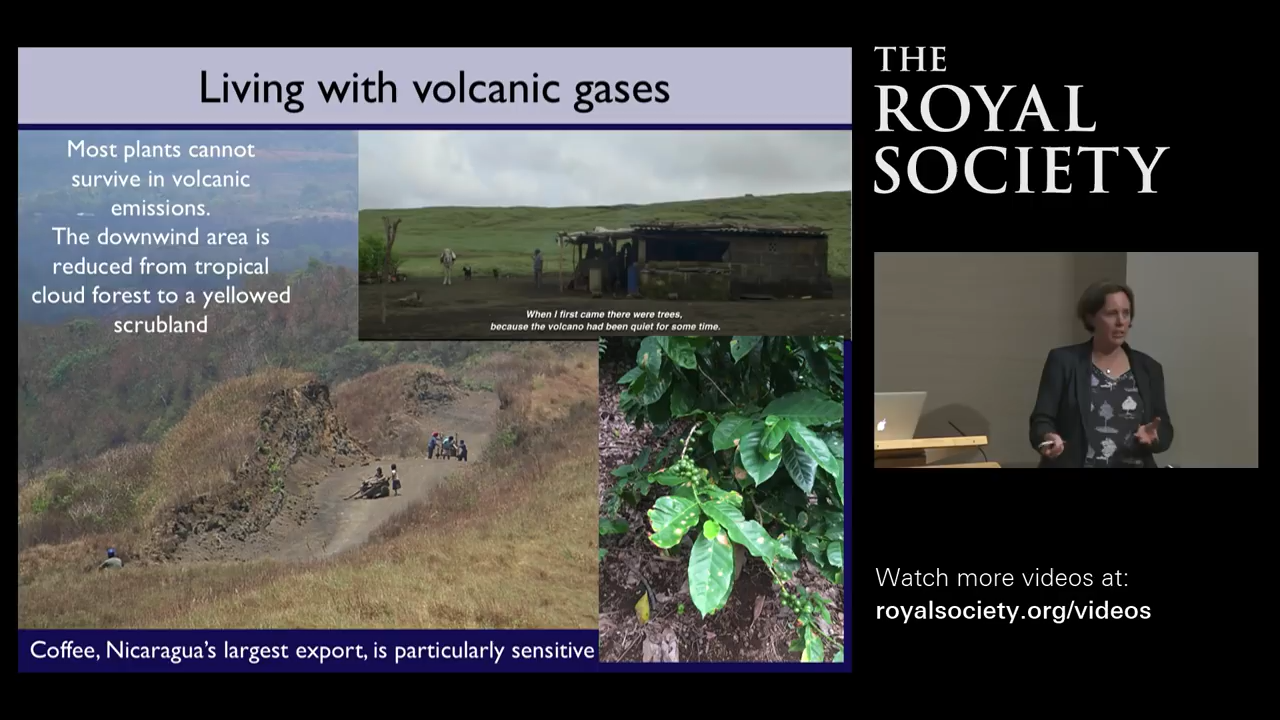 Living with volcanic gases
Most plants cannot
survive in volcanic
emissions.
The downwind area is
reduced from tropical
cloud forest to a yellowed
scrubland
When I first came there were trees,
because the volcano had been quiet for some time.
Coffee, Nicaragua's largest export, is particularly sensitive
THE
ROYAL
SOCIETY
Watch more videos at:
royalsociety.org/videos